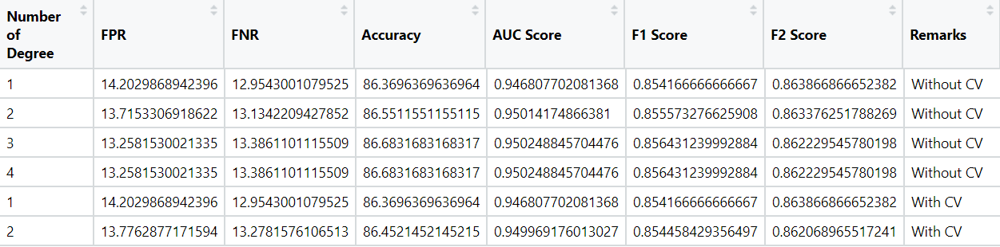 Number of Degree FPR FNR Accuracy AUC Score F1 Score F2 Score Remarks
1 14.2029868942396 12.9543001079525 86.3696369636964 0.946807702081368 0.854166666666667 0.863866866652382 Without CV
2 13.7153306918622 13.1342209427852 86.5511551155115 0.95014174866381 0.855573276625908 0.863376251788269 Without CV
3 13.2581530021335 13.3861101115509 86.6831683168317 0.950248845704476 0.856431239992884 0.862229545780198 Without CV
4 13.2581530021335 13.3861101115509 86.6831683168317 0.950248845704476 0.856431239992884 0.862229545780198 Without CV
1 14.2029868942396 12.9543001079525 86.3696369636964 0.946807702081368 0.854166666666667 0.863866866652382 With CV
2 13.7762877171594 13.2781576106513 86.4521452145215 0.949969176013027 0.854458429356497 0.862068965517241 With CV